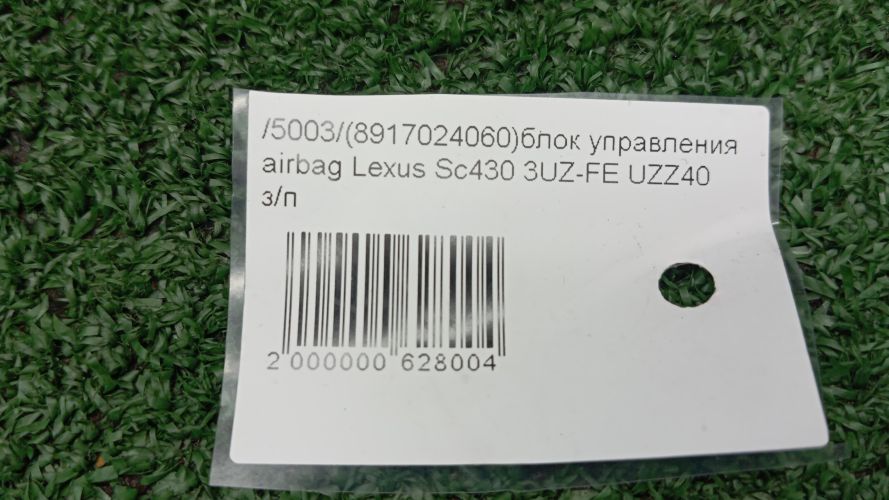 /5003/(8917024060)блок управления
airbag Lexus Sc430 3UZ-FE UZZ40
з/п
2 000000 628004